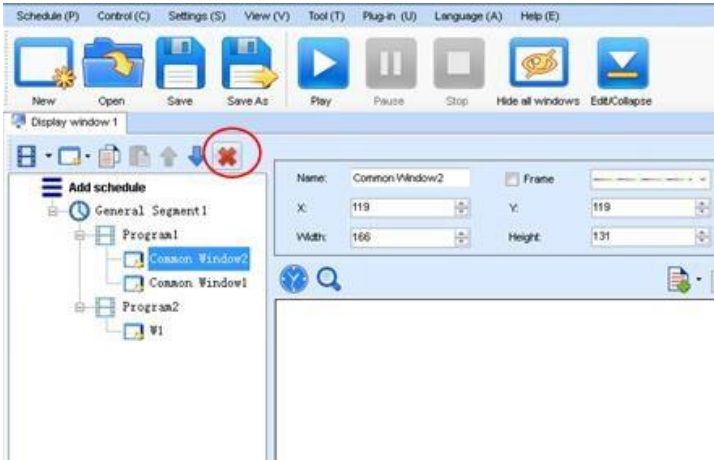 Schedule (P) Control (C) Settings (S) View (V) Tool (T) Plug-in (U) Language (A) Help (E)
New Open Save Save As Play Pause Stop Hide all windows Edit/Collapse
Display window 1
Add schedule
General Segment1
Program1
Common Window2
Common Window1
Program2
W1
Name: Common Window2 Frame
X: 119 Y: 119
Width: 166 Height: 131